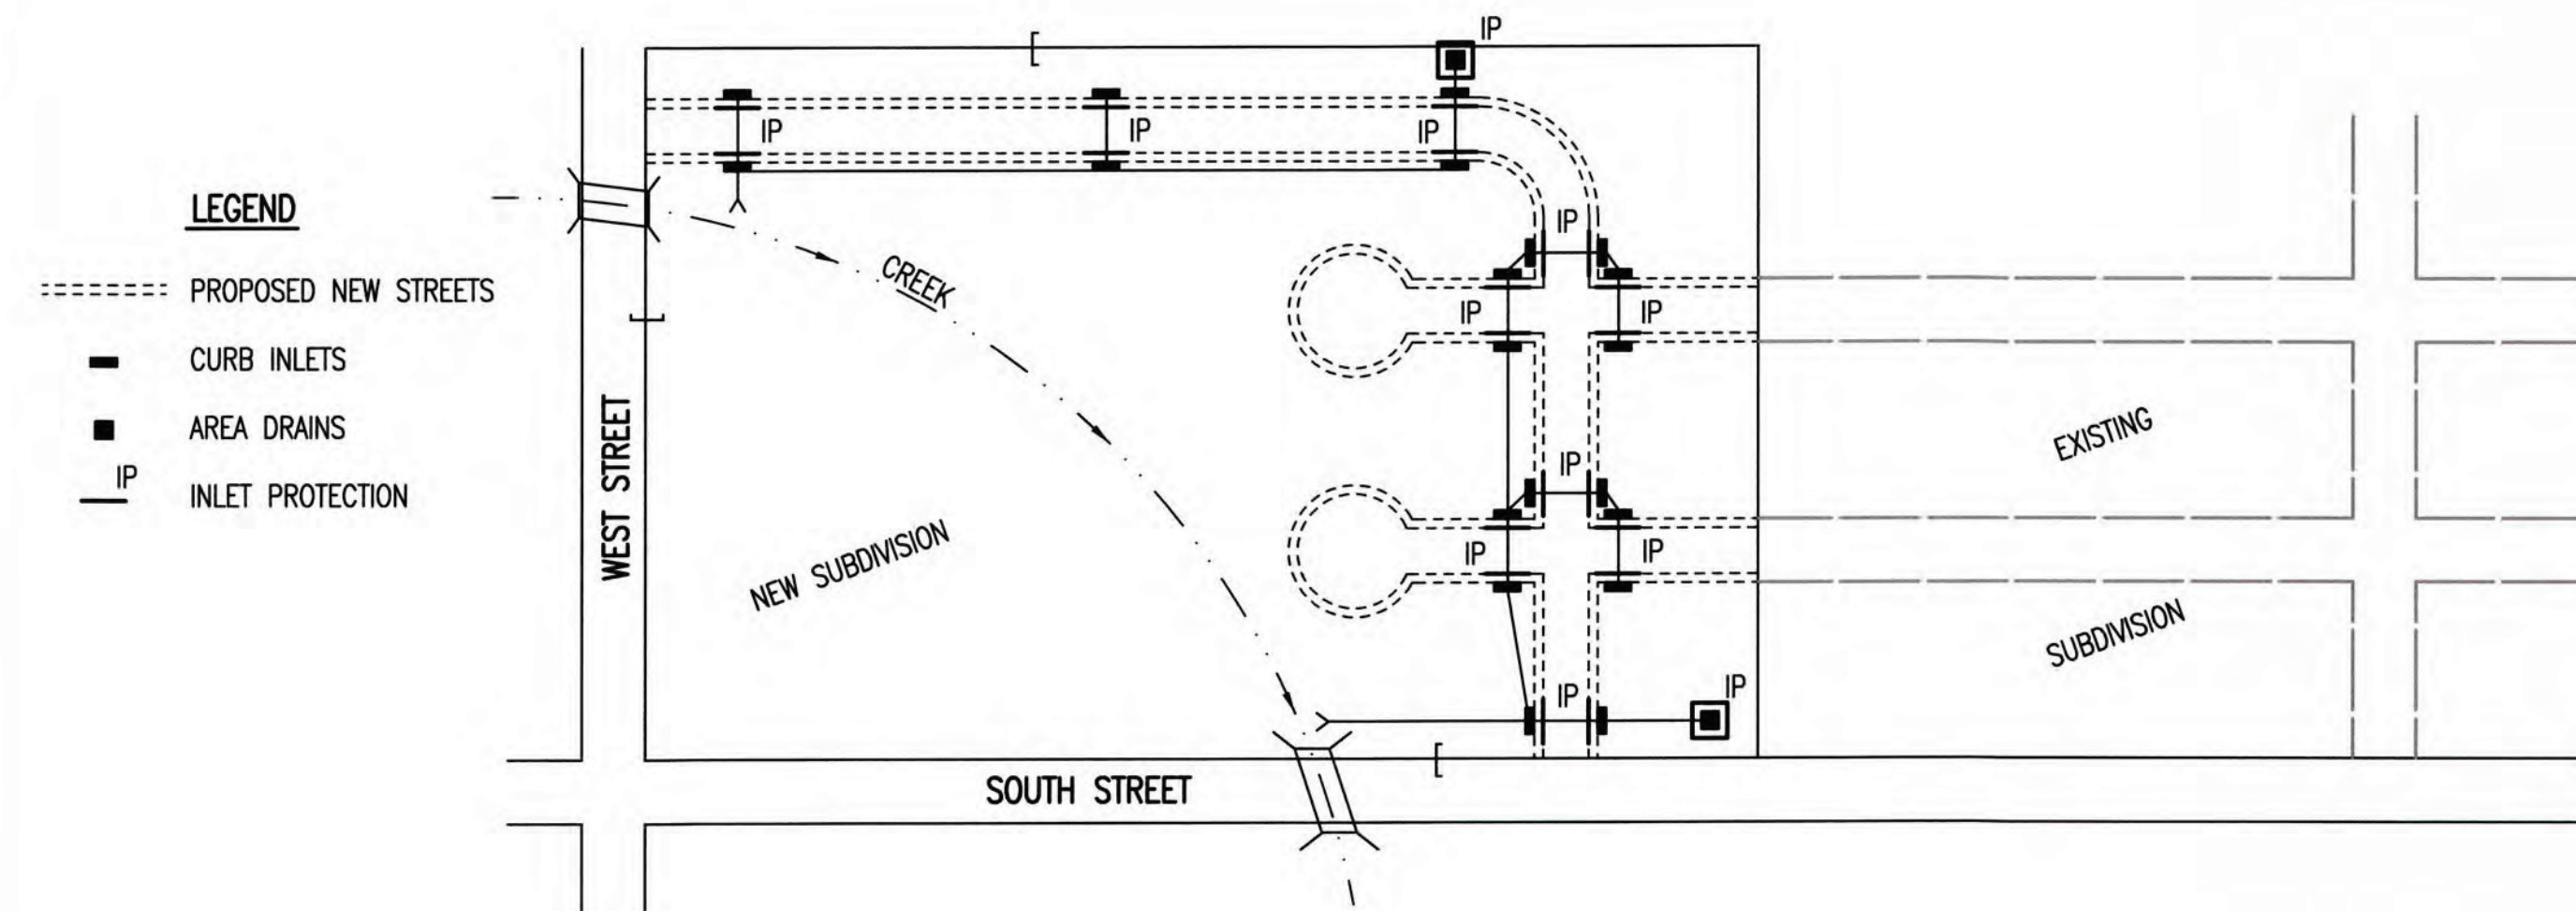 IP
IP
IP
IP
LEGEND
IP
PROPOSED NEW STREETS
CREEK
IP
IP
CURB INLETS
AREA DRAINS
EXISTING
IP
IP
INLET PROTECTION
WEST STREET
IP
IP
NEW SUBDIVISION
SUBDIVISION
IP
IP
SOUTH STREET